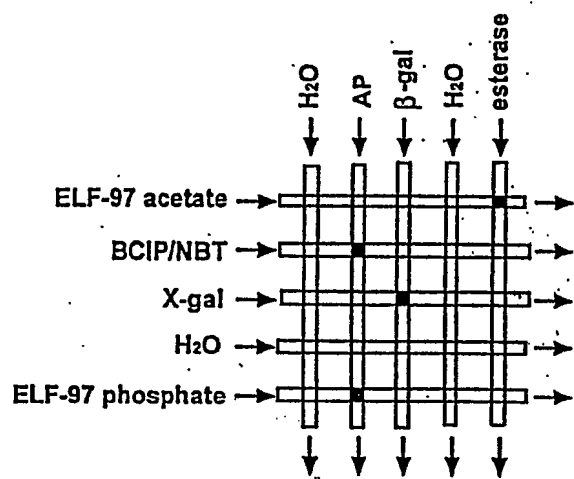 H2O
AP
β-gal
H2O
esterase
ELF-97 acetate
BCIP/NBT
X-gal
H2O
ELF-97 phosphate